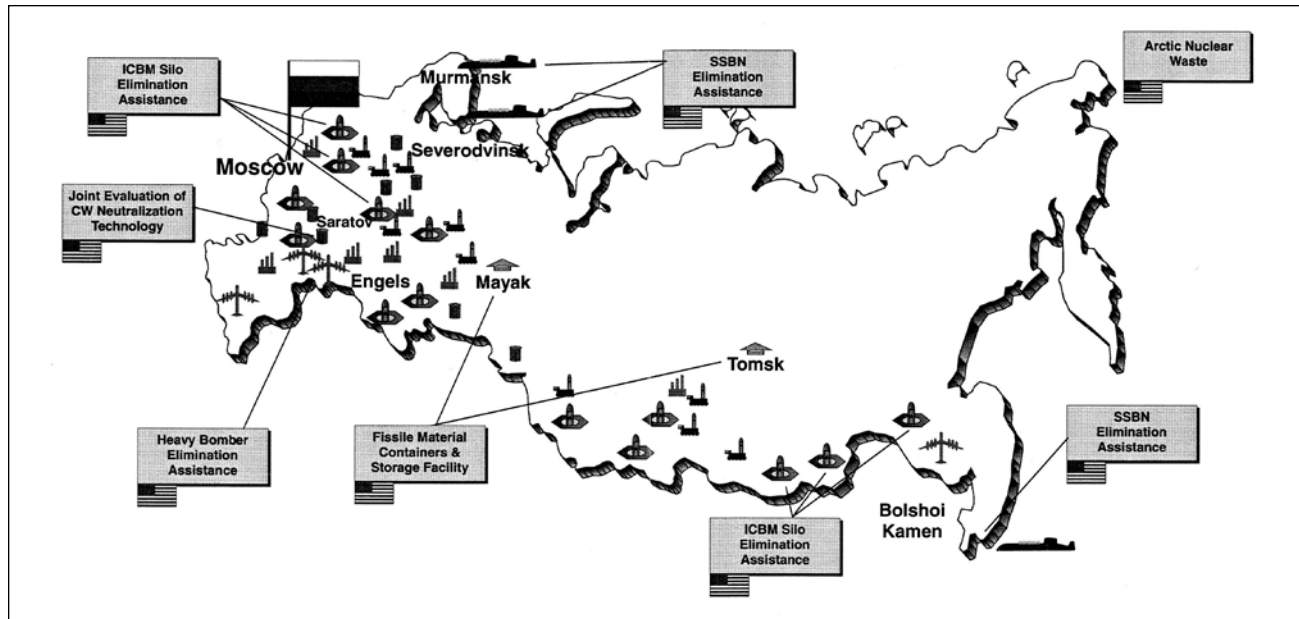 ICBM Silo
Elimination
Assistance
Murmansk
SSBN
Elimination
Assistance
Arctic Nuclear
Waste
Severodvinsk
Moscow
Joint Evaluation of
CW Neutralization
Technology
Saratov
Engels
Mayak
Tomsk
Heavy Bomber
Elimination
Assistance
Fissile Material
Containers &
Storage Facility
SSBN
Elimination
Assistance
Bolshoi
Kamen
ICBM Silo
Elimination
Assistance